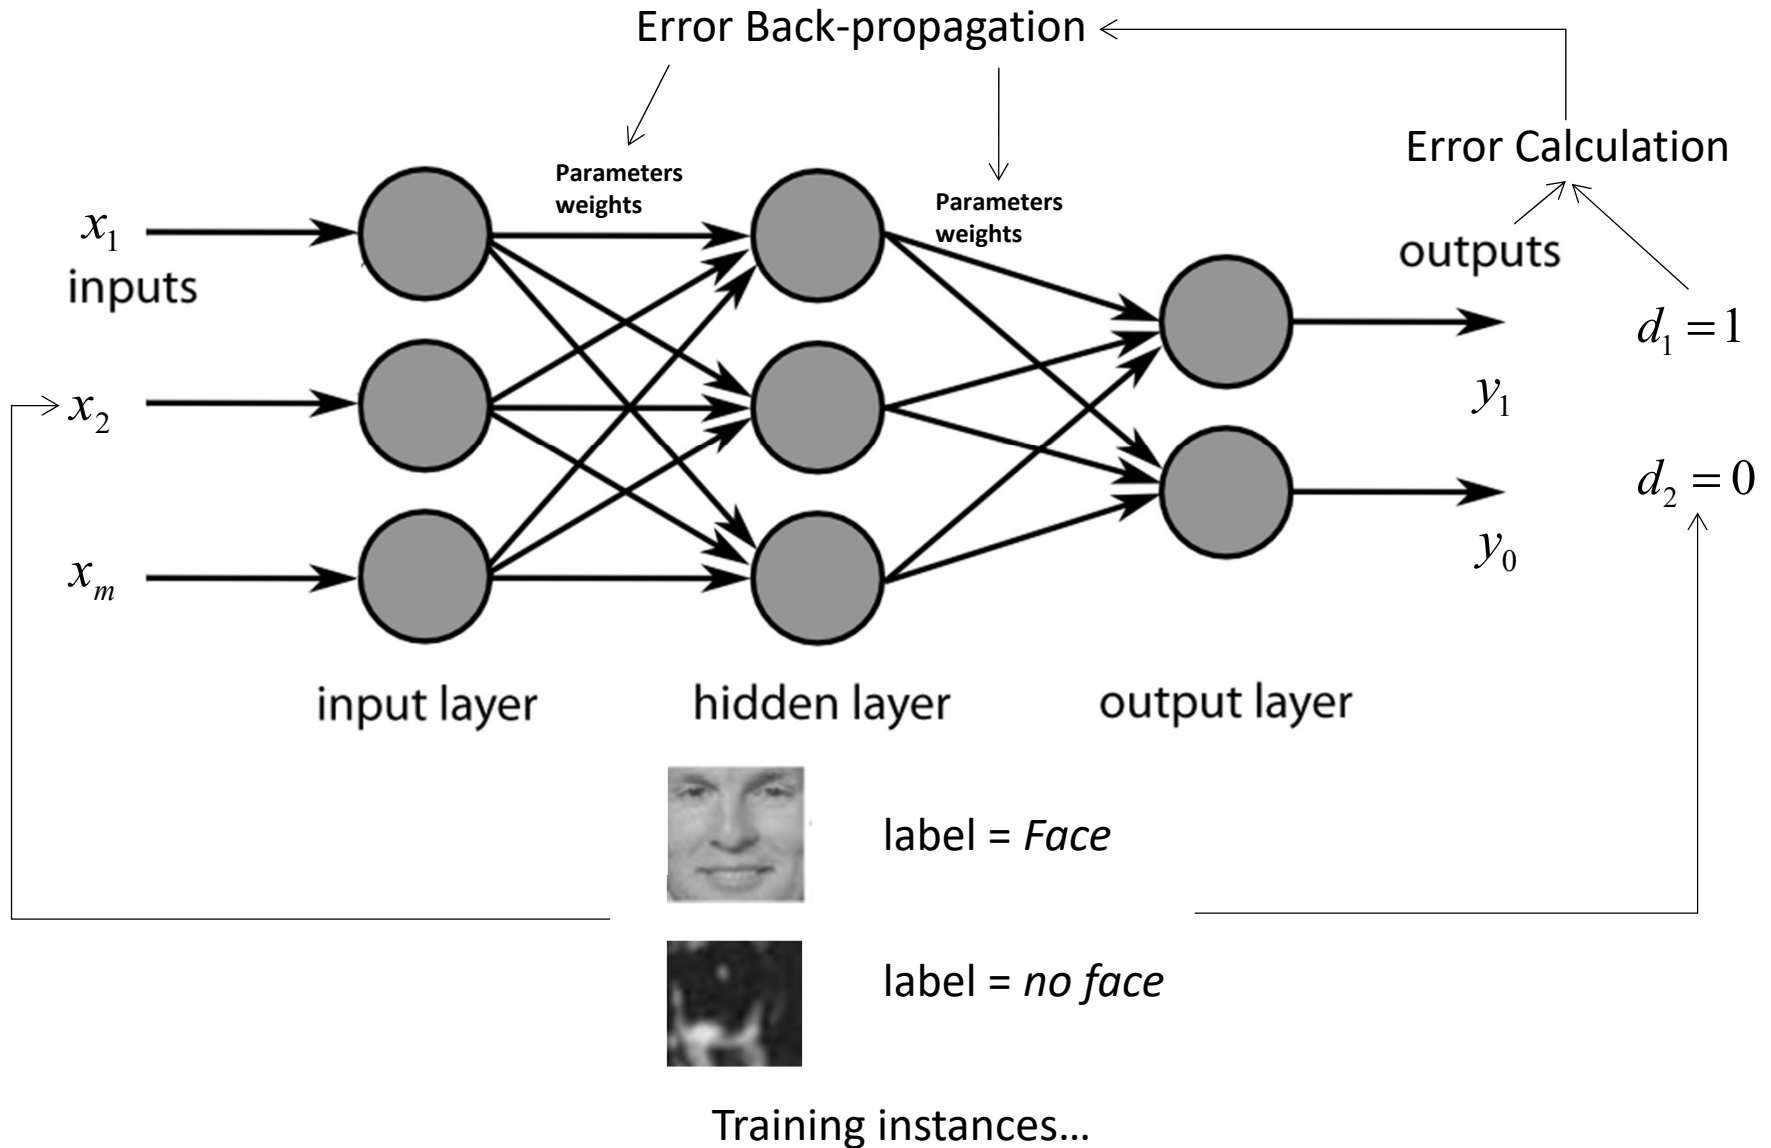 Error Back-propagation
Error Calculation
Parameters
weights
Parameters
weights
x₁
inputs
outputs
d₁ = 1
x₂
y₁
d₂ = 0
y₀
xₘ
input layer
hidden layer
output layer
label = Face
label = no face
Training instances...